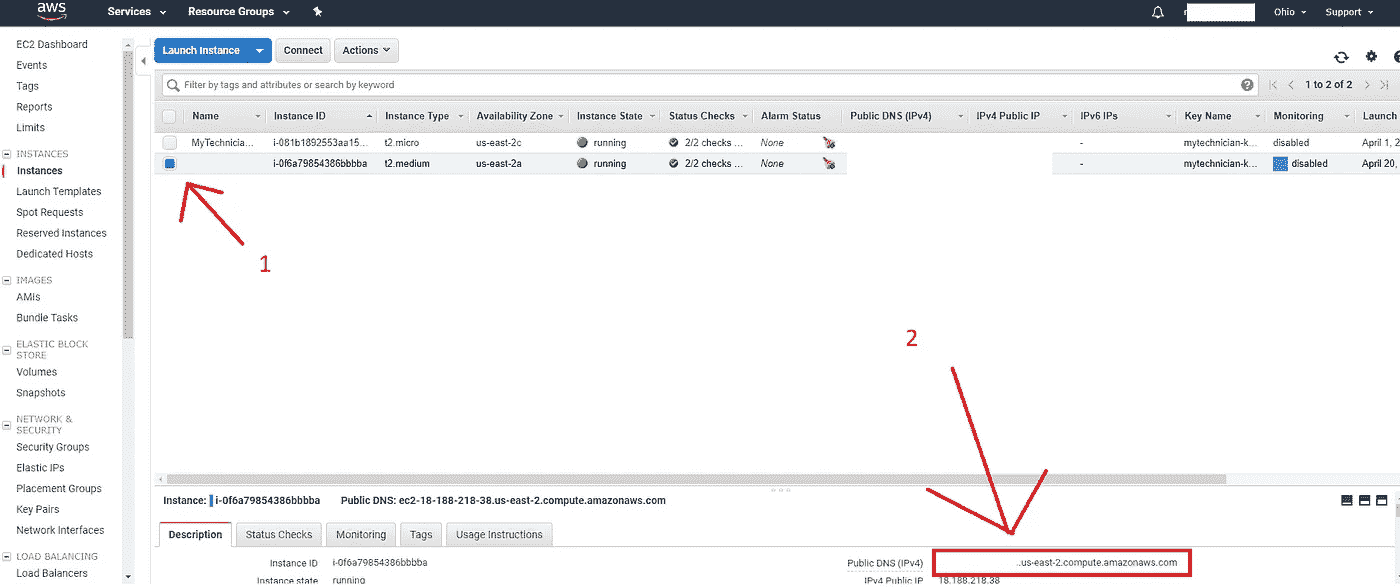 aws Services Resource Groups Ohio Support
EC2 Dashboard
Events
Tags
Reports
Limits
INSTANCES
Instances
Launch Templates
Spot Requests
Reserved Instances
Dedicated Hosts
IMAGES
AMIs
Bundle Tasks
ELASTIC BLOCK
STORE
Volumes
Snapshots
NETWORK &
SECURITY
Security Groups
Elastic IPs
Placement Groups
Key Pairs
Network Interfaces
LOAD BALANCING
Load Balancers
Launch Instance Connect Actions
Filter by tags and attributes or search by keyword 1 to 2 of 2
Name Instance ID Instance Type Availability Zone Instance State Status Checks Alarm Status Public DNS (IPv4) IPv4 Public IP IPv6 IPs Key Name Monitoring Launch
MyTechnicia... i-081b1892553aa15... t2.micro us-east-2c running 2/2 checks ... None - mytechnician-k... disabled April 1, 2
i-0f6a79854386bbbba t2.medium us-east-2a running 2/2 checks ... None - mytechnician-k... disabled April 20,
1
2
Instance: i-0f6a79854386bbbba Public DNS: ec2-18-188-218-38.us-east-2.compute.amazonaws.com
Description Status Checks Monitoring Tags Usage Instructions
Instance ID i-0f6a79854386bbbba Public DNS (IPv4) ..us-east-2.compute.amazonaws.com
Instance state running IPv4 Public IP 18.188.218.38